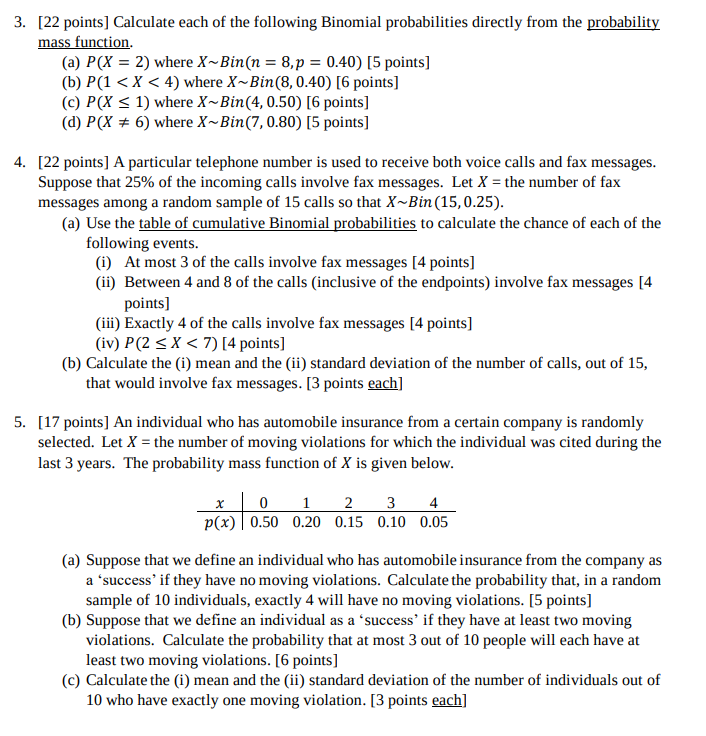 3. [22 points] Calculate each of the following Binomial probabilities directly from the probability
mass function.
(a) P(X = 2) where X~Bin(n = 8, p = 0.40) [5 points]
(b) P(1 < X < 4) where X~Bin(8, 0.40) [6 points]
(c) P(X ≤ 1) where X~Bin(4, 0.50) [6 points]
(d) P(X ≠ 6) where X~Bin(7, 0.80) [5 points]
4. [22 points] A particular telephone number is used to receive both voice calls and fax messages.
Suppose that 25% of the incoming calls involve fax messages. Let X = the number of fax
messages among a random sample of 15 calls so that X~Bin(15, 0.25).
(a) Use the table of cumulative Binomial probabilities to calculate the chance of each of the
following events.
(i) At most 3 of the calls involve fax messages [4 points]
(ii) Between 4 and 8 of the calls (inclusive of the endpoints) involve fax messages [4
points]
(iii) Exactly 4 of the calls involve fax messages [4 points]
(iv) P(2 ≤ X < 7) [4 points]
(b) Calculate the (i) mean and the (ii) standard deviation of the number of calls, out of 15,
that would involve fax messages. [3 points each]
5. [17 points] An individual who has automobile insurance from a certain company is randomly
selected. Let X = the number of moving violations for which the individual was cited during the
last 3 years. The probability mass function of X is given below.
x 0 1 2 3 4
p(x) 0.50 0.20 0.15 0.10 0.05
(a) Suppose that we define an individual who has automobile insurance from the company as
a ‘success’ if they have no moving violations. Calculate the probability that, in a random
sample of 10 individuals, exactly 4 will have no moving violations. [5 points]
(b) Suppose that we define an individual as a ‘success’ if they have at least two moving
violations. Calculate the probability that at most 3 out of 10 people will each have at
least two moving violations. [6 points]
(c) Calculate the (i) mean and the (ii) standard deviation of the number of individuals out of
10 who have exactly one moving violation. [3 points each]